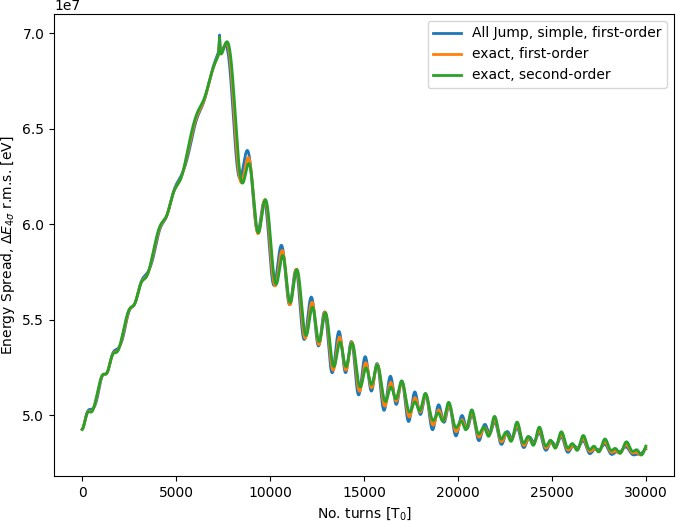 1e7
All Jump, simple, first-order
exact, first-order
exact, second-order
7.0
6.5
6.0
5.5
5.0
Energy Spread, ΔE4σ r.m.s. [eV]
0 5000 10000 15000 20000 25000 30000
No. turns [T0]